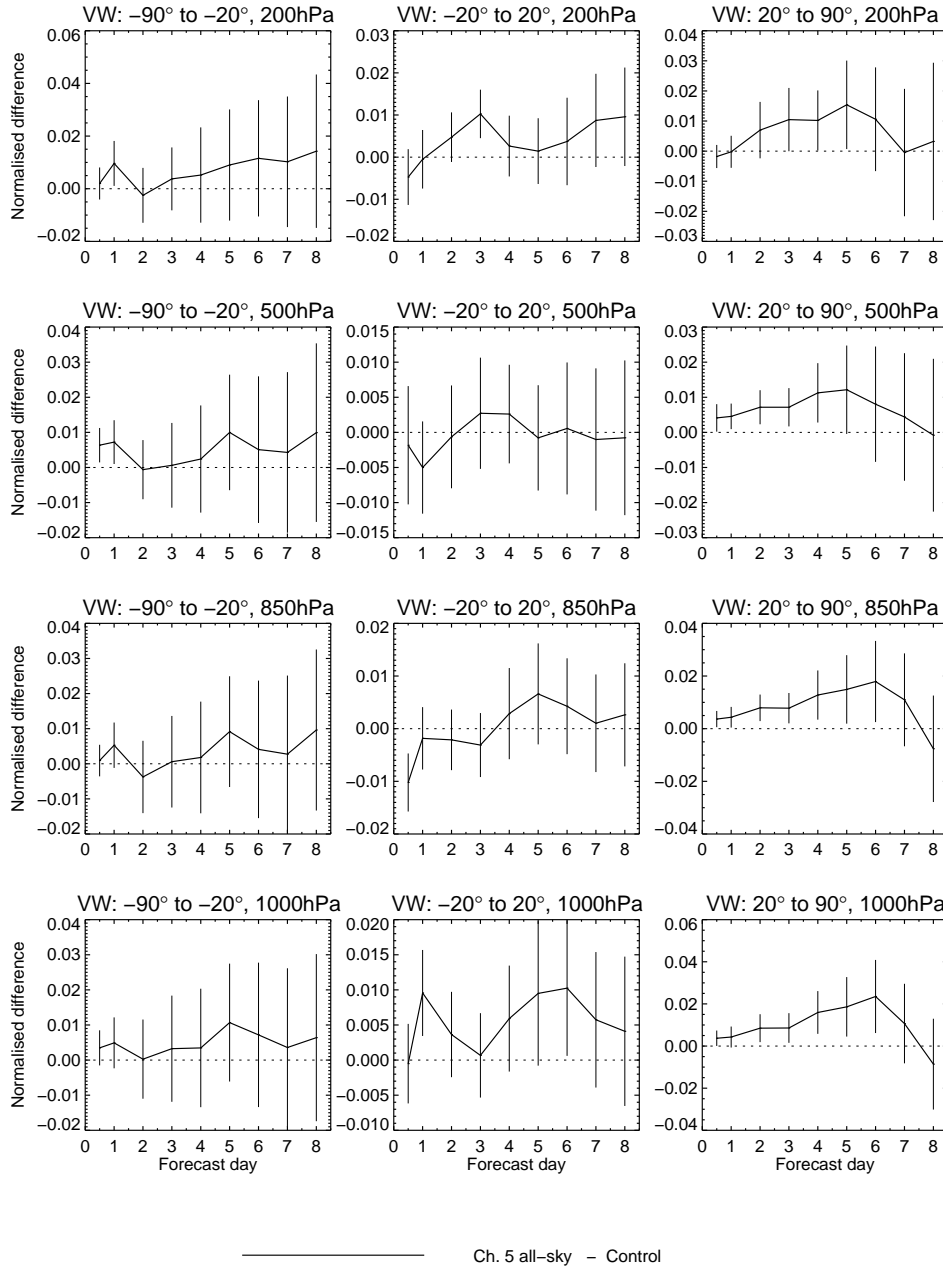 VW: −90° to −20°, 200hPa
VW: −20° to 20°, 200hPa
VW: 20° to 90°, 200hPa
Normalised difference
0.06
0.04
0.02
0.00
−0.02
0.03
0.02
0.01
0.00
−0.01
−0.02
0.04
0.03
0.02
0.01
0.00
−0.01
−0.02
−0.03
0 1 2 3 4 5 6 7 8
0 1 2 3 4 5 6 7 8
0 1 2 3 4 5 6 7 8
VW: −90° to −20°, 500hPa
VW: −20° to 20°, 500hPa
VW: 20° to 90°, 500hPa
Normalised difference
0.04
0.03
0.02
0.01
0.00
−0.01
−0.02
0.015
0.010
0.005
0.000
−0.005
−0.010
−0.015
0.03
0.02
0.01
0.00
−0.01
−0.02
−0.03
0 1 2 3 4 5 6 7 8
0 1 2 3 4 5 6 7 8
0 1 2 3 4 5 6 7 8
VW: −90° to −20°, 850hPa
VW: −20° to 20°, 850hPa
VW: 20° to 90°, 850hPa
Normalised difference
0.04
0.03
0.02
0.01
0.00
−0.01
−0.02
0.02
0.01
0.00
−0.01
−0.02
0.04
0.02
0.00
−0.02
−0.04
0 1 2 3 4 5 6 7 8
0 1 2 3 4 5 6 7 8
0 1 2 3 4 5 6 7 8
VW: −90° to −20°, 1000hPa
VW: −20° to 20°, 1000hPa
VW: 20° to 90°, 1000hPa
Normalised difference
0.04
0.03
0.02
0.01
0.00
−0.01
−0.02
0.020
0.015
0.010
0.005
0.000
−0.005
−0.010
0.06
0.04
0.02
0.00
−0.02
−0.04
0 1 2 3 4 5 6 7 8
0 1 2 3 4 5 6 7 8
0 1 2 3 4 5 6 7 8
Forecast day
Forecast day
Forecast day
Ch. 5 all−sky − Control